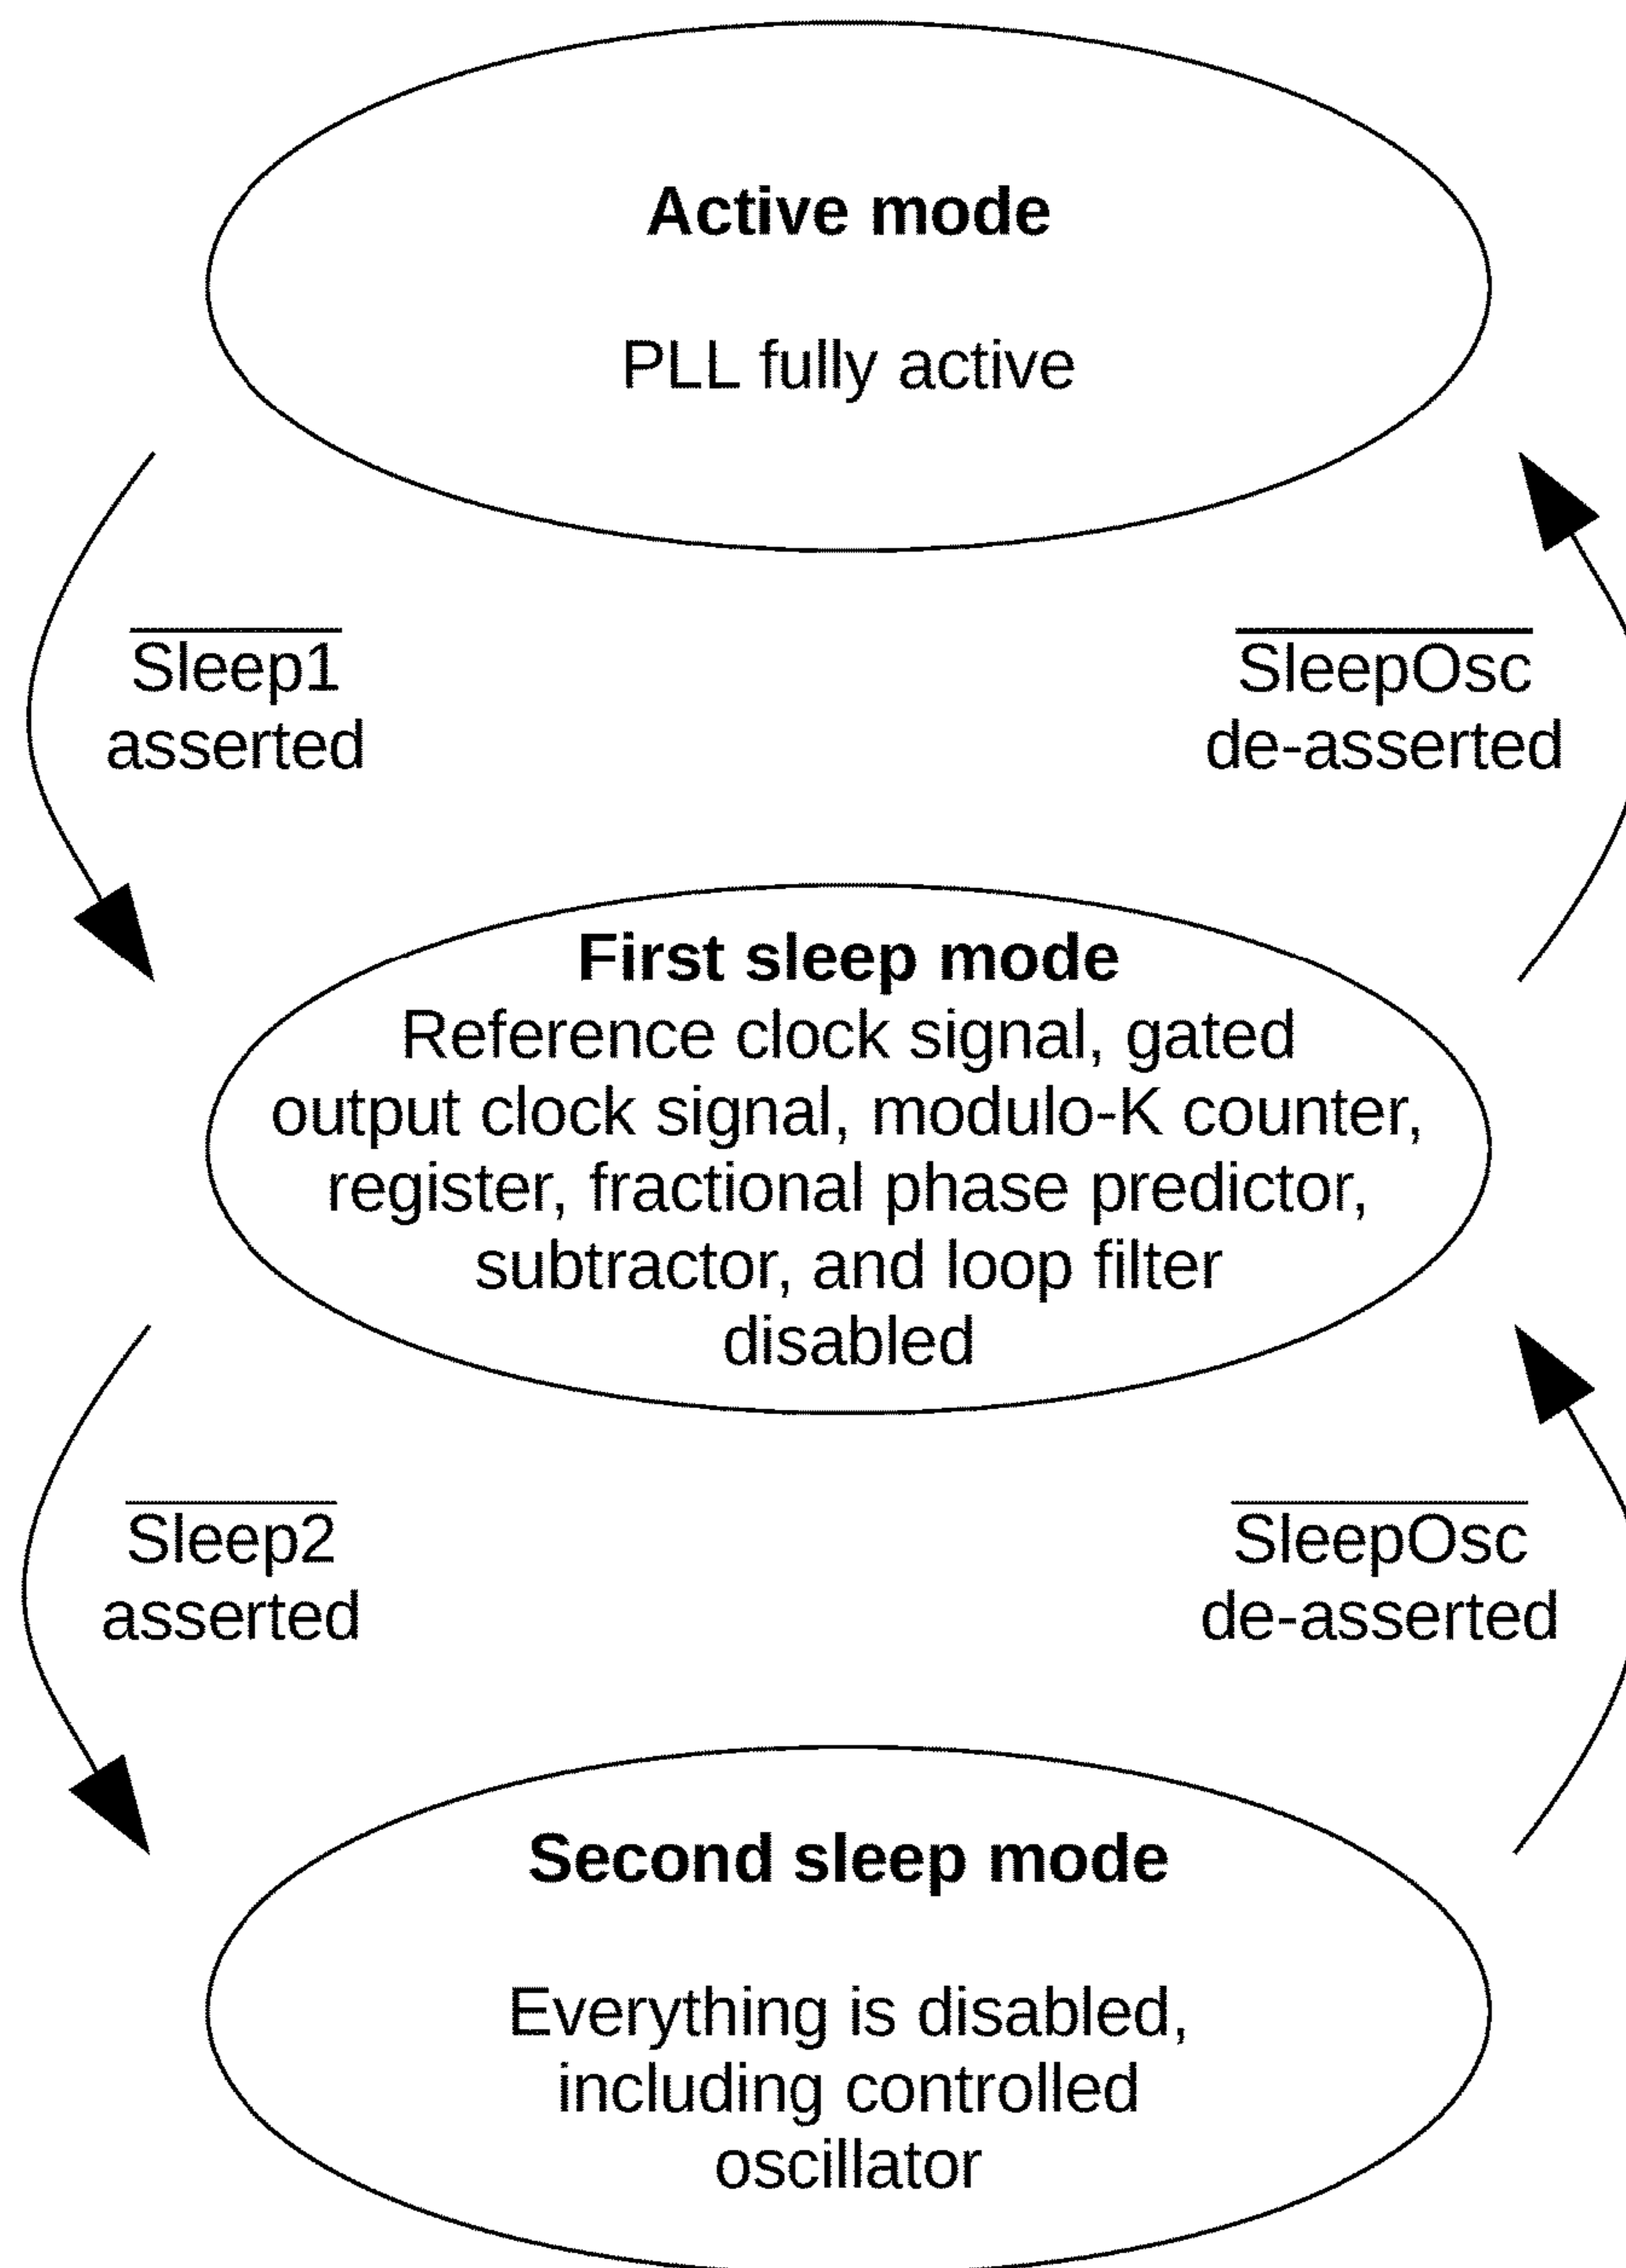 Active mode
PLL fully active
Sleep1
asserted
SleepOsc
de-asserted
First sleep mode
Reference clock signal, gated
output clock signal, modulo-K counter,
register, fractional phase predictor,
subtractor, and loop filter
disabled
Sleep2
asserted
SleepOsc
de-asserted
Second sleep mode
Everything is disabled,
including controlled
oscillator